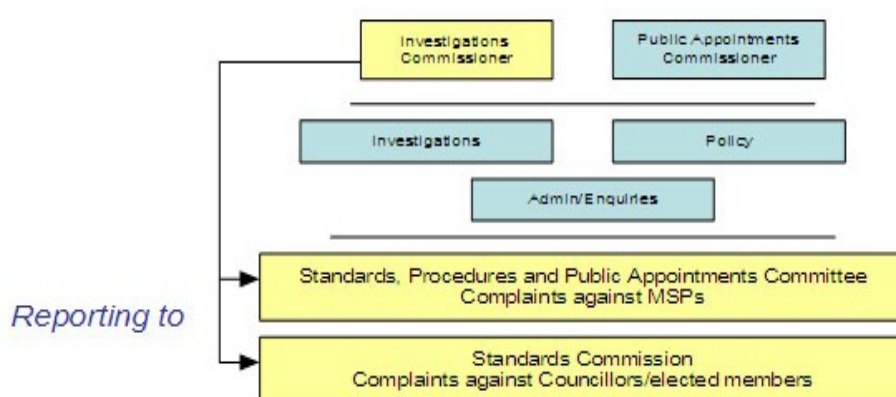 Investigations
Commissioner
Public Appointments
Commissioner
Investigations
Policy
Admin/Enquiries
Standards, Procedures and Public Appointments Committee
Complaints against MSPs
Reporting to
Standards Commission
Complaints against Councillors/elected members